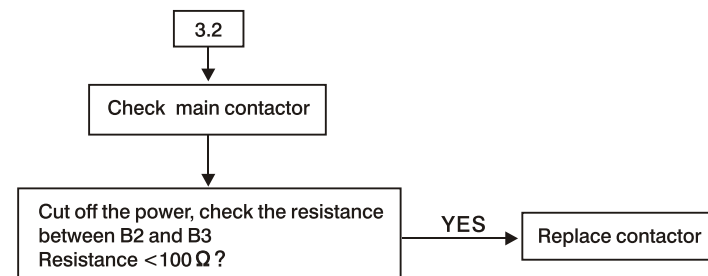 3.2
Check main contactor
Cut off the power, check the resistance
between B2 and B3
Resistance <100 Ω ?
YES
Replace contactor